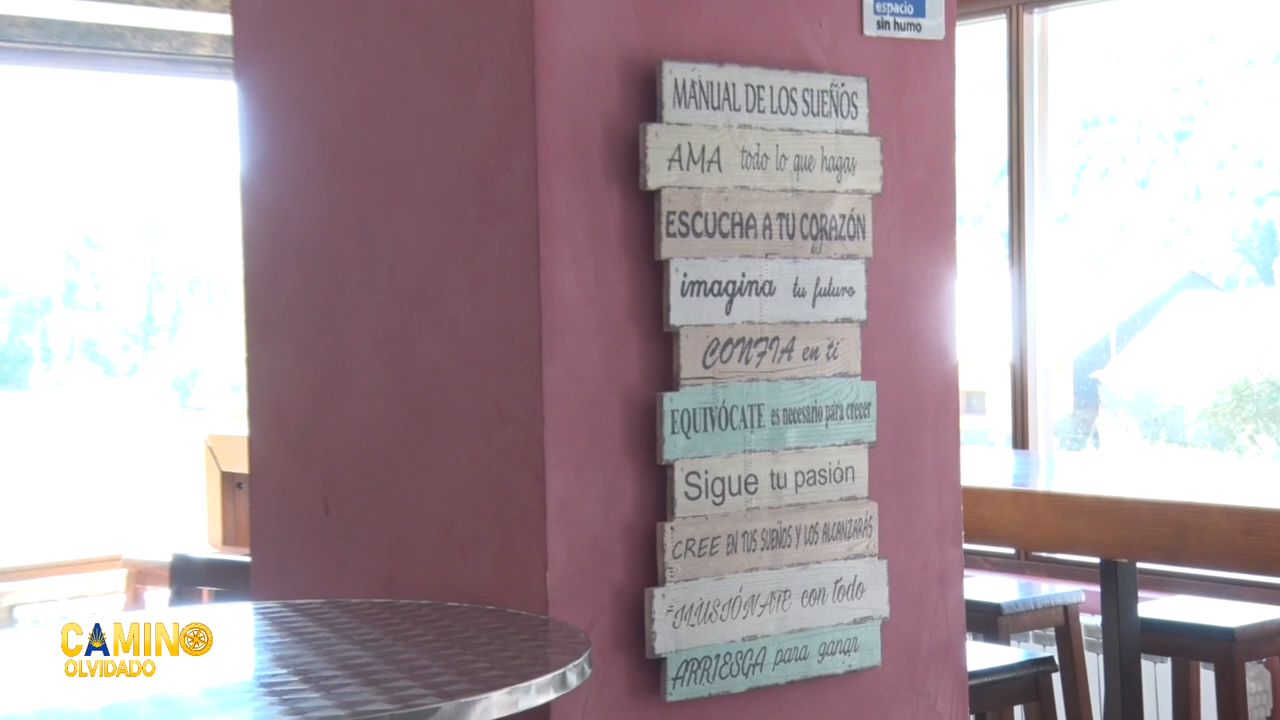 espacio
sin humo
MANUAL DE LOS SUEÑOS
AMA todo lo que hagas
ESCUCHA A TU CORAZÓN
imagina tu futuro
CONFIA en ti
EQUIVÓCATE es necesario para crecer
Sigue tu pasión
CREE EN TUS SUEÑOS Y LOS ALCANZARÁS
ILUSIÓNATE con todo
ARRIESGA para ganar
CAMINO
OLVIDADO